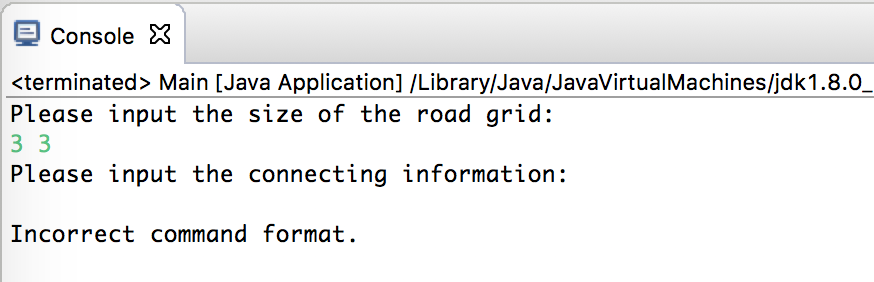 Console
<terminated> Main [Java Application] /Library/Java/JavaVirtualMachines/jdk1.8.0_
Please input the size of the road grid:
3 3
Please input the connecting information:
Incorrect command format.